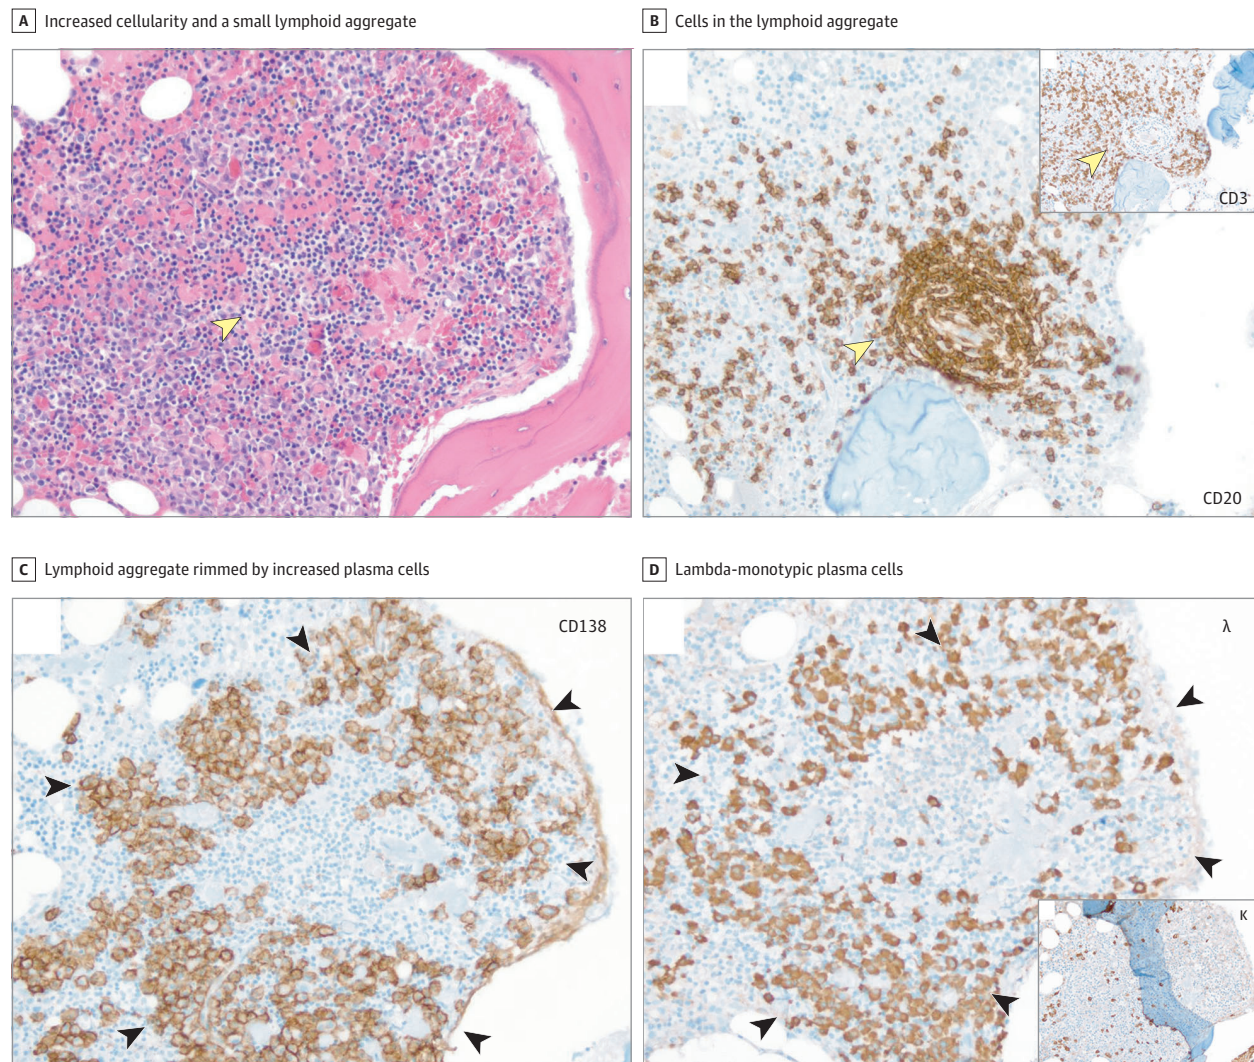 A Increased cellularity and a small lymphoid aggregate
B Cells in the lymphoid aggregate
CD3
CD20
C Lymphoid aggregate rimmed by increased plasma cells
D Lambda-monotypic plasma cells
CD138
λ
κ